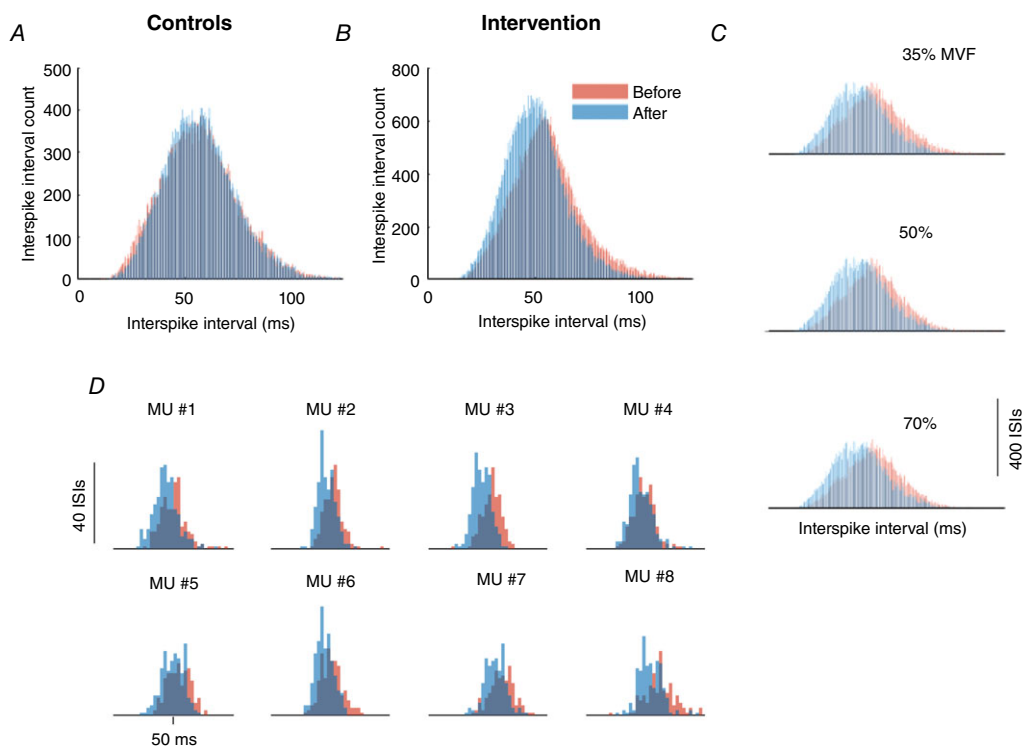 Controls
Intervention
A
B
C
500
400
300
200
100
0
Interspike interval count
0
50
100
Interspike interval (ms)
800
600
400
200
0
Interspike interval count
0
50
100
Interspike interval (ms)
Before
After
35% MVF
50%
70%
400 ISIs
Interspike interval (ms)
D
MU #1
MU #2
MU #3
MU #4
40 ISIs
MU #5
MU #6
MU #7
MU #8
50 ms